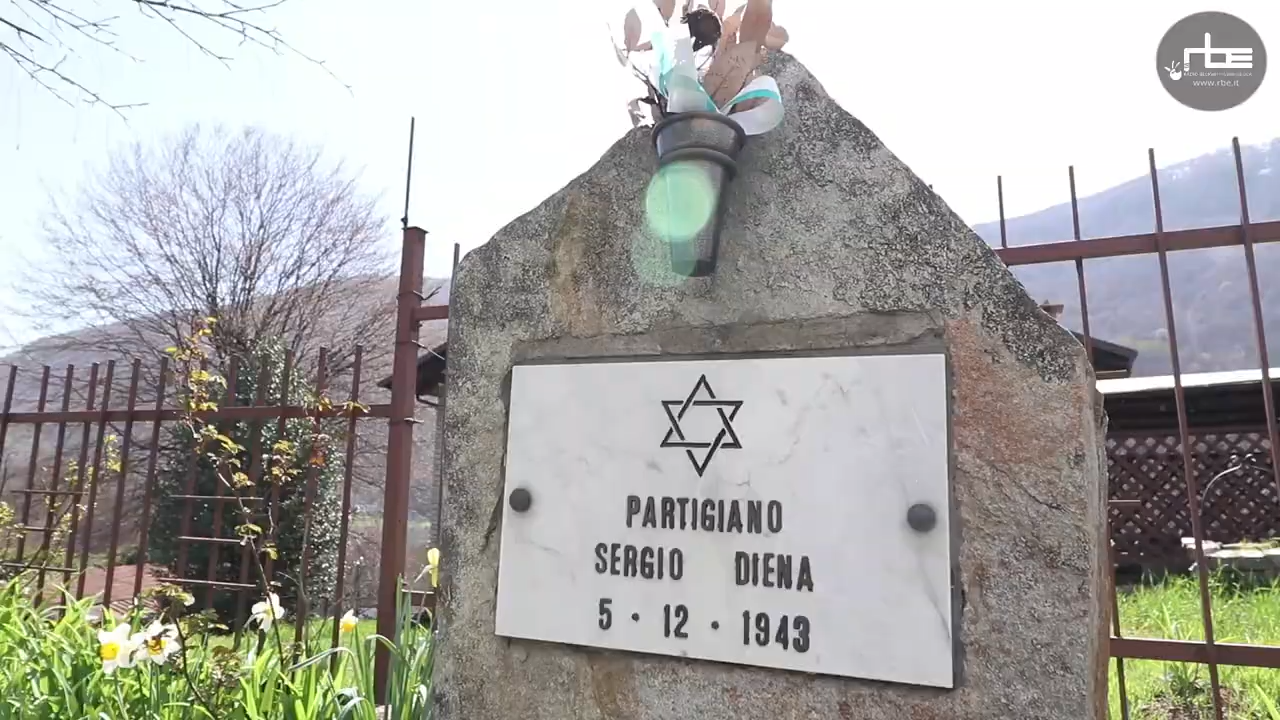 rbe
www.rbe.it
PARTIGIANO
SERGIO DIENA
5 · 12 · 1943